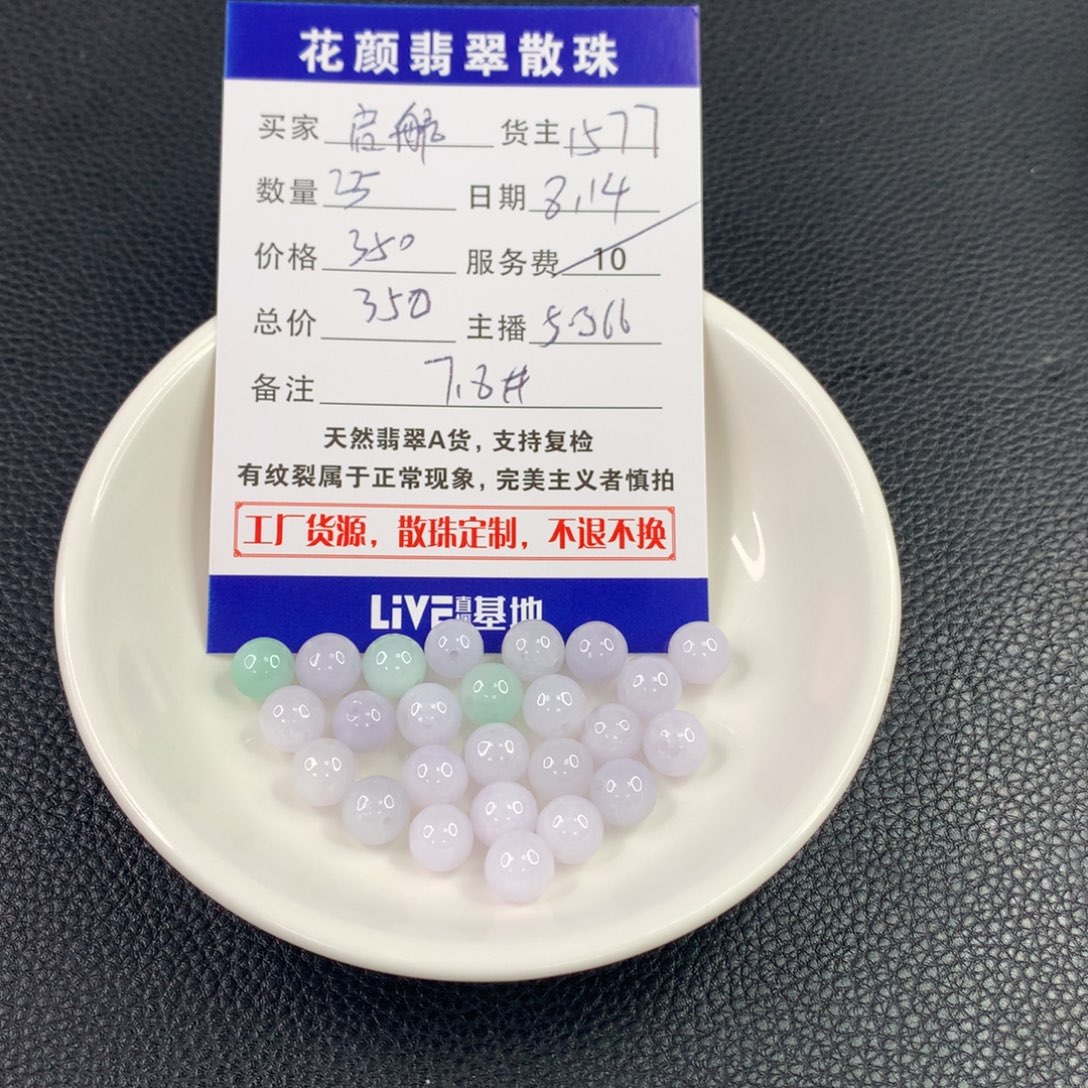 花颜翡翠散珠
买家 启航 货主 1577
数量 25 日期 8.14
价格 350 服务费 10
总价 350 主播 5366
备注 7.8#
天然翡翠A货，支持复检
有纹裂属于正常现象，完美主义者慎拍
工厂货源，散珠定制，不退不换
LiVE直播基地